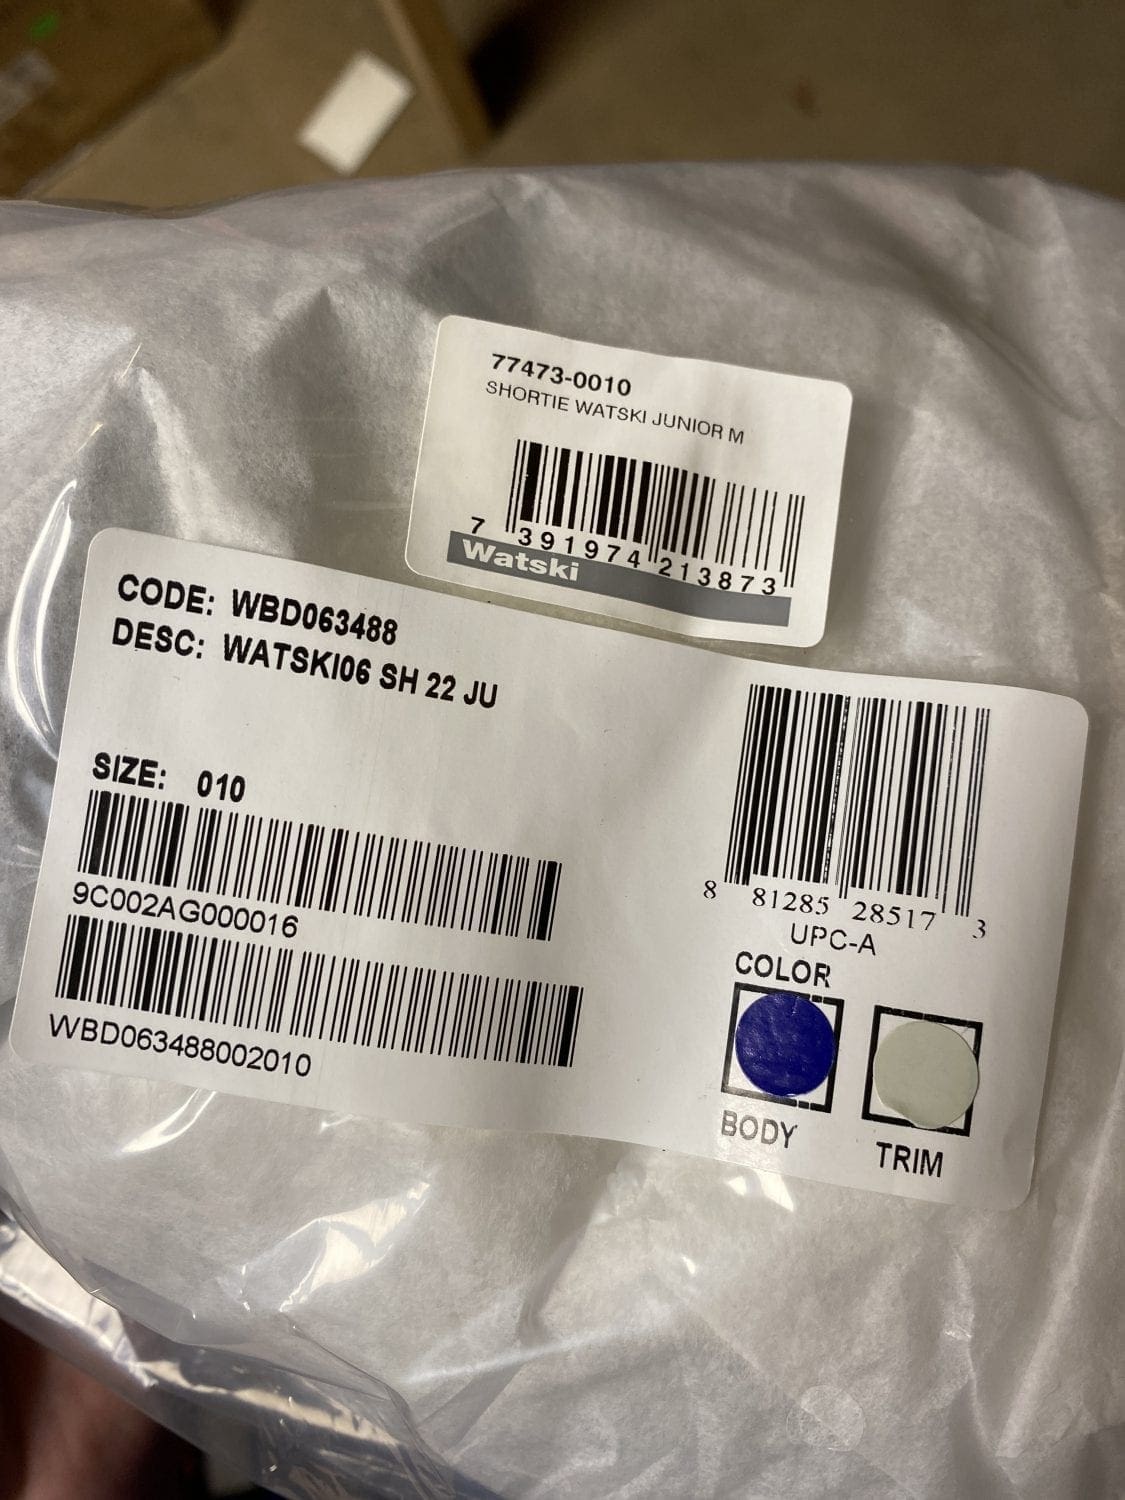 77473-0010
SHORTIE WATSKI JUNIOR M
7 391974 213873
Watski
CODE: WBD063488
DESC: WATSKI06 SH 22 JU
SIZE: 010
9C002AG000016
WBD063488002010
8 81285 28517 3
UPC-A
COLOR
BODY
TRIM